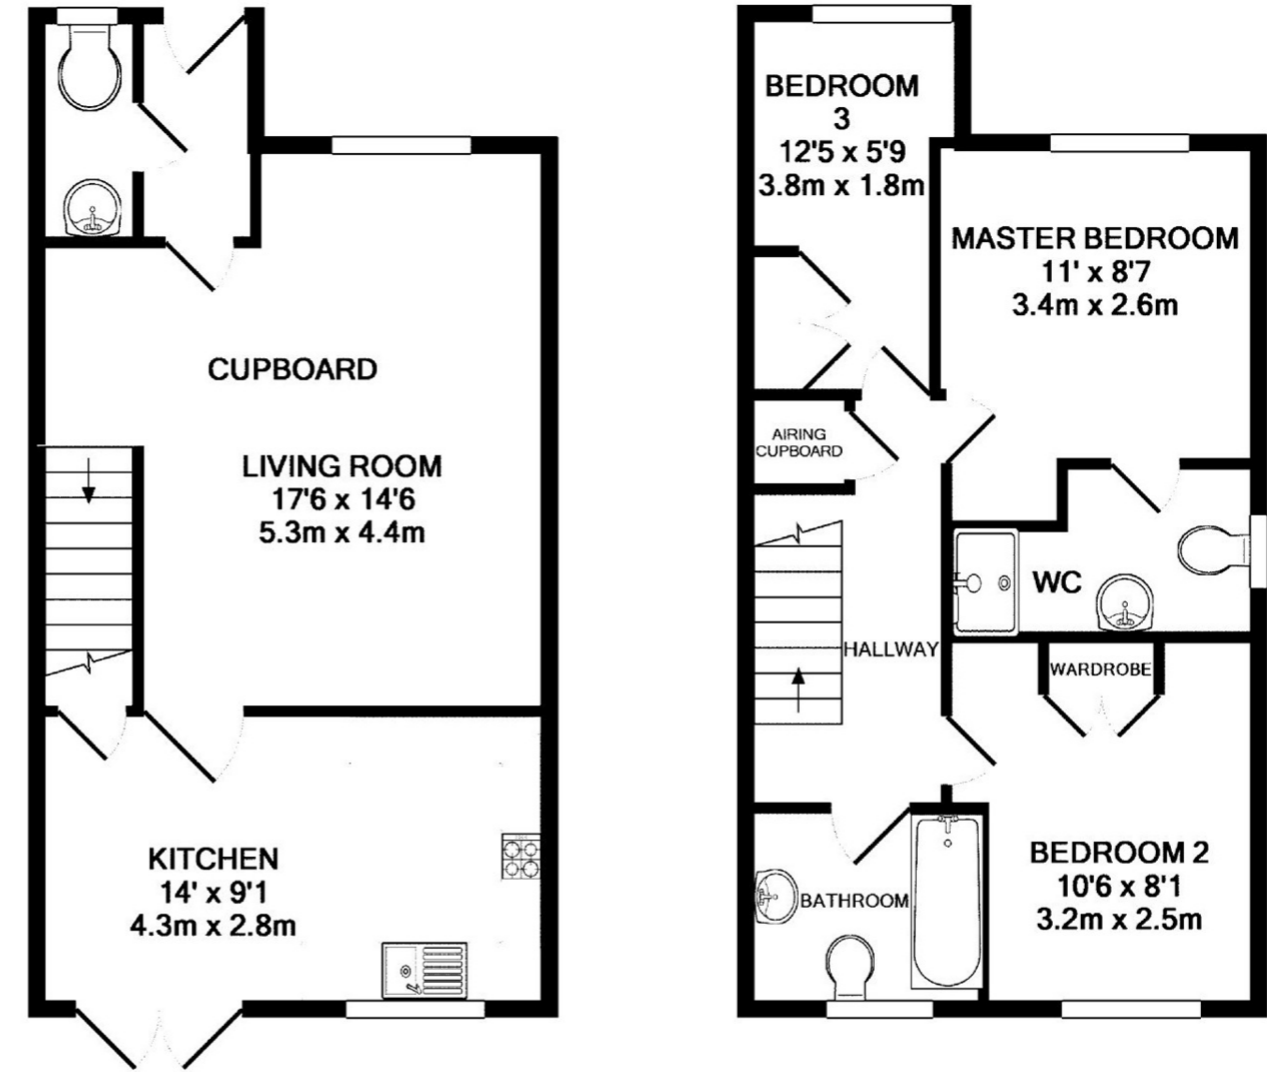 CUPBOARD
LIVING ROOM
17'6 x 14'6
5.3m x 4.4m
KITCHEN
14' x 9'1
4.3m x 2.8m
BEDROOM
3
12'5 x 5'9
3.8m x 1.8m
MASTER BEDROOM
11' x 8'7
3.4m x 2.6m
AIRING
CUPBOARD
WC
HALLWAY
WARDROBE
BEDROOM 2
10'6 x 8'1
3.2m x 2.5m
BATHROOM